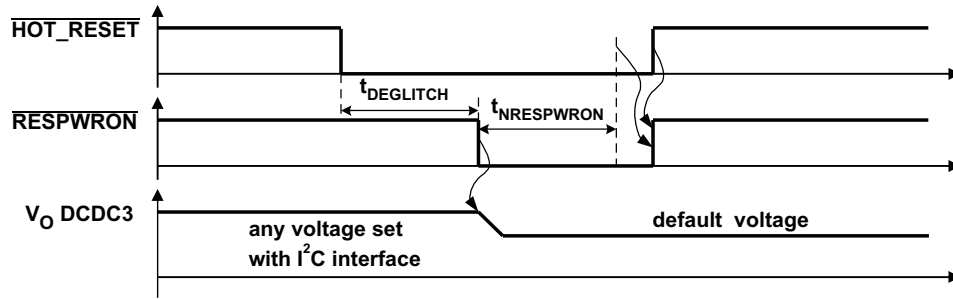 HOT_RESET
tDEGLITCH
tNRESPWRON
RESPWRON
VO DCDC3
any voltage set
with I2C interface
default voltage